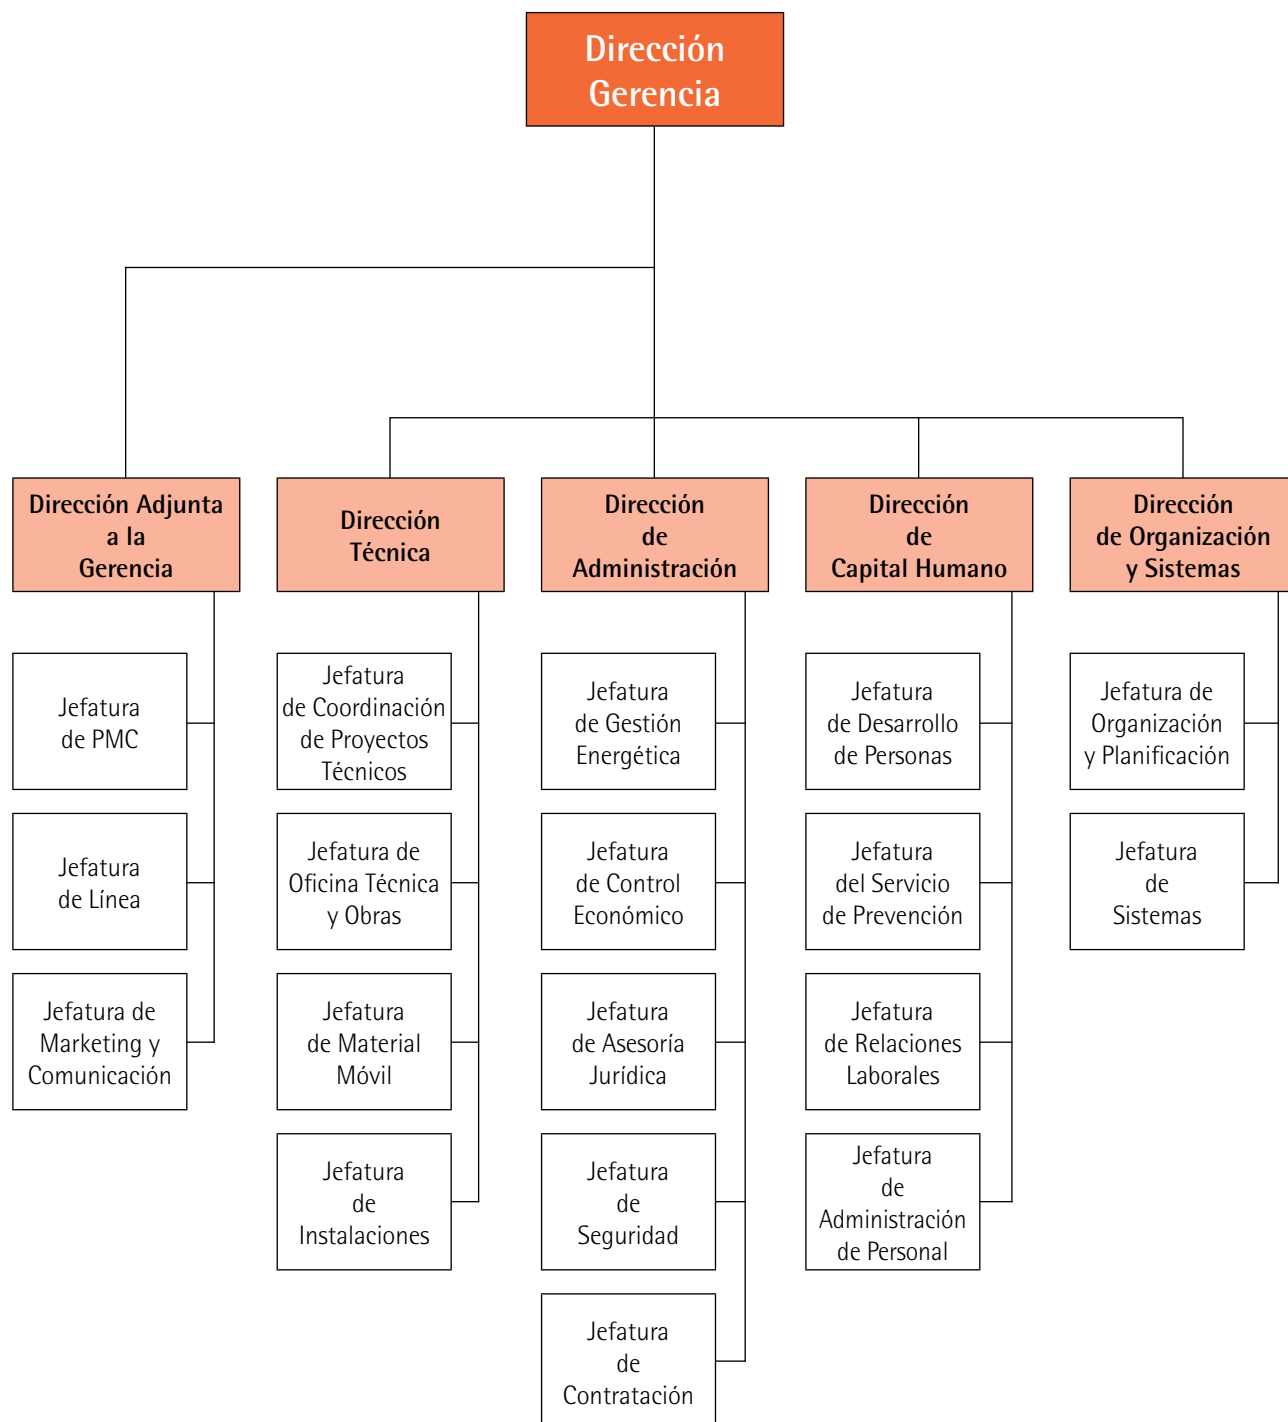 Dirección
Gerencia
Dirección Adjunta
a la
Gerencia
Dirección
Técnica
Dirección
de
Administración
Dirección
de
Capital Humano
Dirección
de Organización
y Sistemas
Jefatura
de PMC
Jefatura
de Línea
Jefatura de
Marketing y
Comunicación
Jefatura
de Coordinación
de Proyectos
Técnicos
Jefatura de
Oficina Técnica
y Obras
Jefatura
de Material
Móvil
Jefatura
de
Instalaciones
Jefatura
de Gestión
Energética
Jefatura
de Control
Económico
Jefatura
de Asesoría
Jurídica
Jefatura
de
Seguridad
Jefatura
de
Contratación
Jefatura
de Desarrollo
de Personas
Jefatura
del Servicio
de Prevención
Jefatura
de Relaciones
Laborales
Jefatura
de
Administración
de Personal
Jefatura de
Organización
y Planificación
Jefatura
de
Sistemas